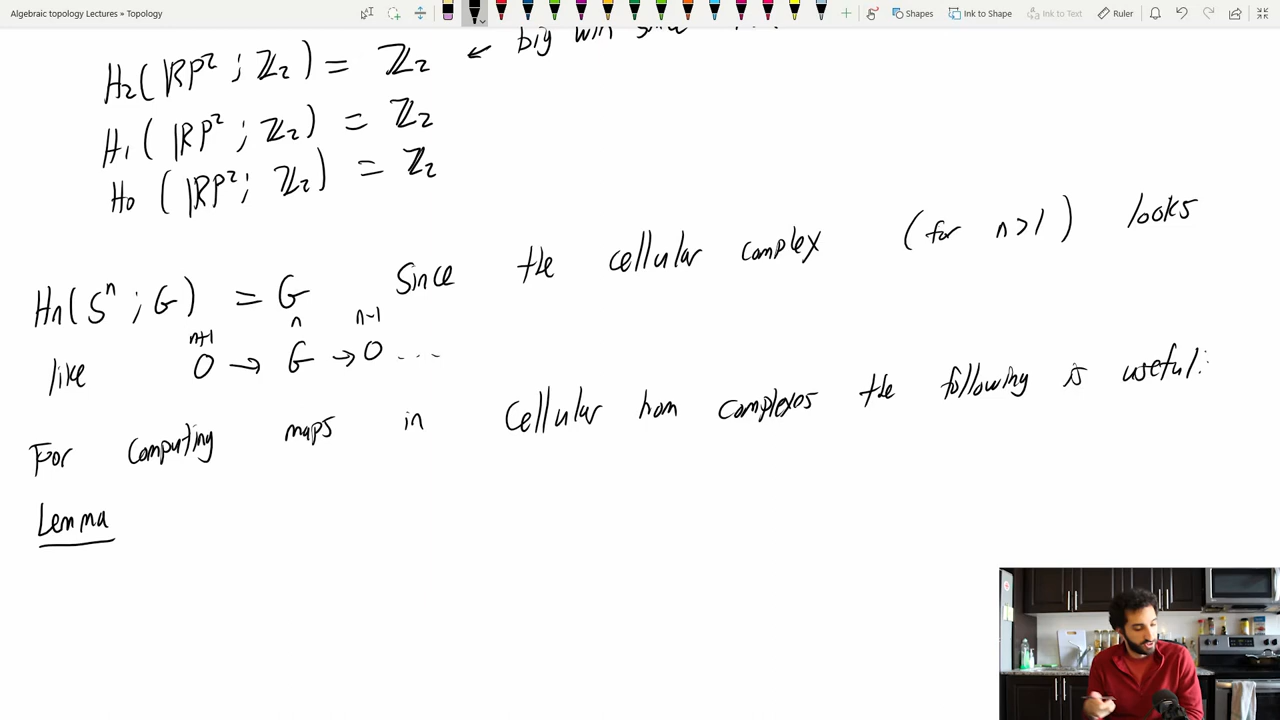 Algebraic topology Lectures » Topology
Shapes Ink to Shape Ink to Text Ruler
big win since
H₂(ℝP² ; ℤ₂) = ℤ₂ ←
H₁(ℝP² ; ℤ₂) = ℤ₂
H₀(ℝP² ; ℤ₂) = ℤ₂
Hn(Sⁿ ; G) = G Since the cellular complex (for n>1) looks
n+1 n n-1
like 0 → G → 0 ...
For computing maps in cellular hom complexes the following is useful:
Lemma